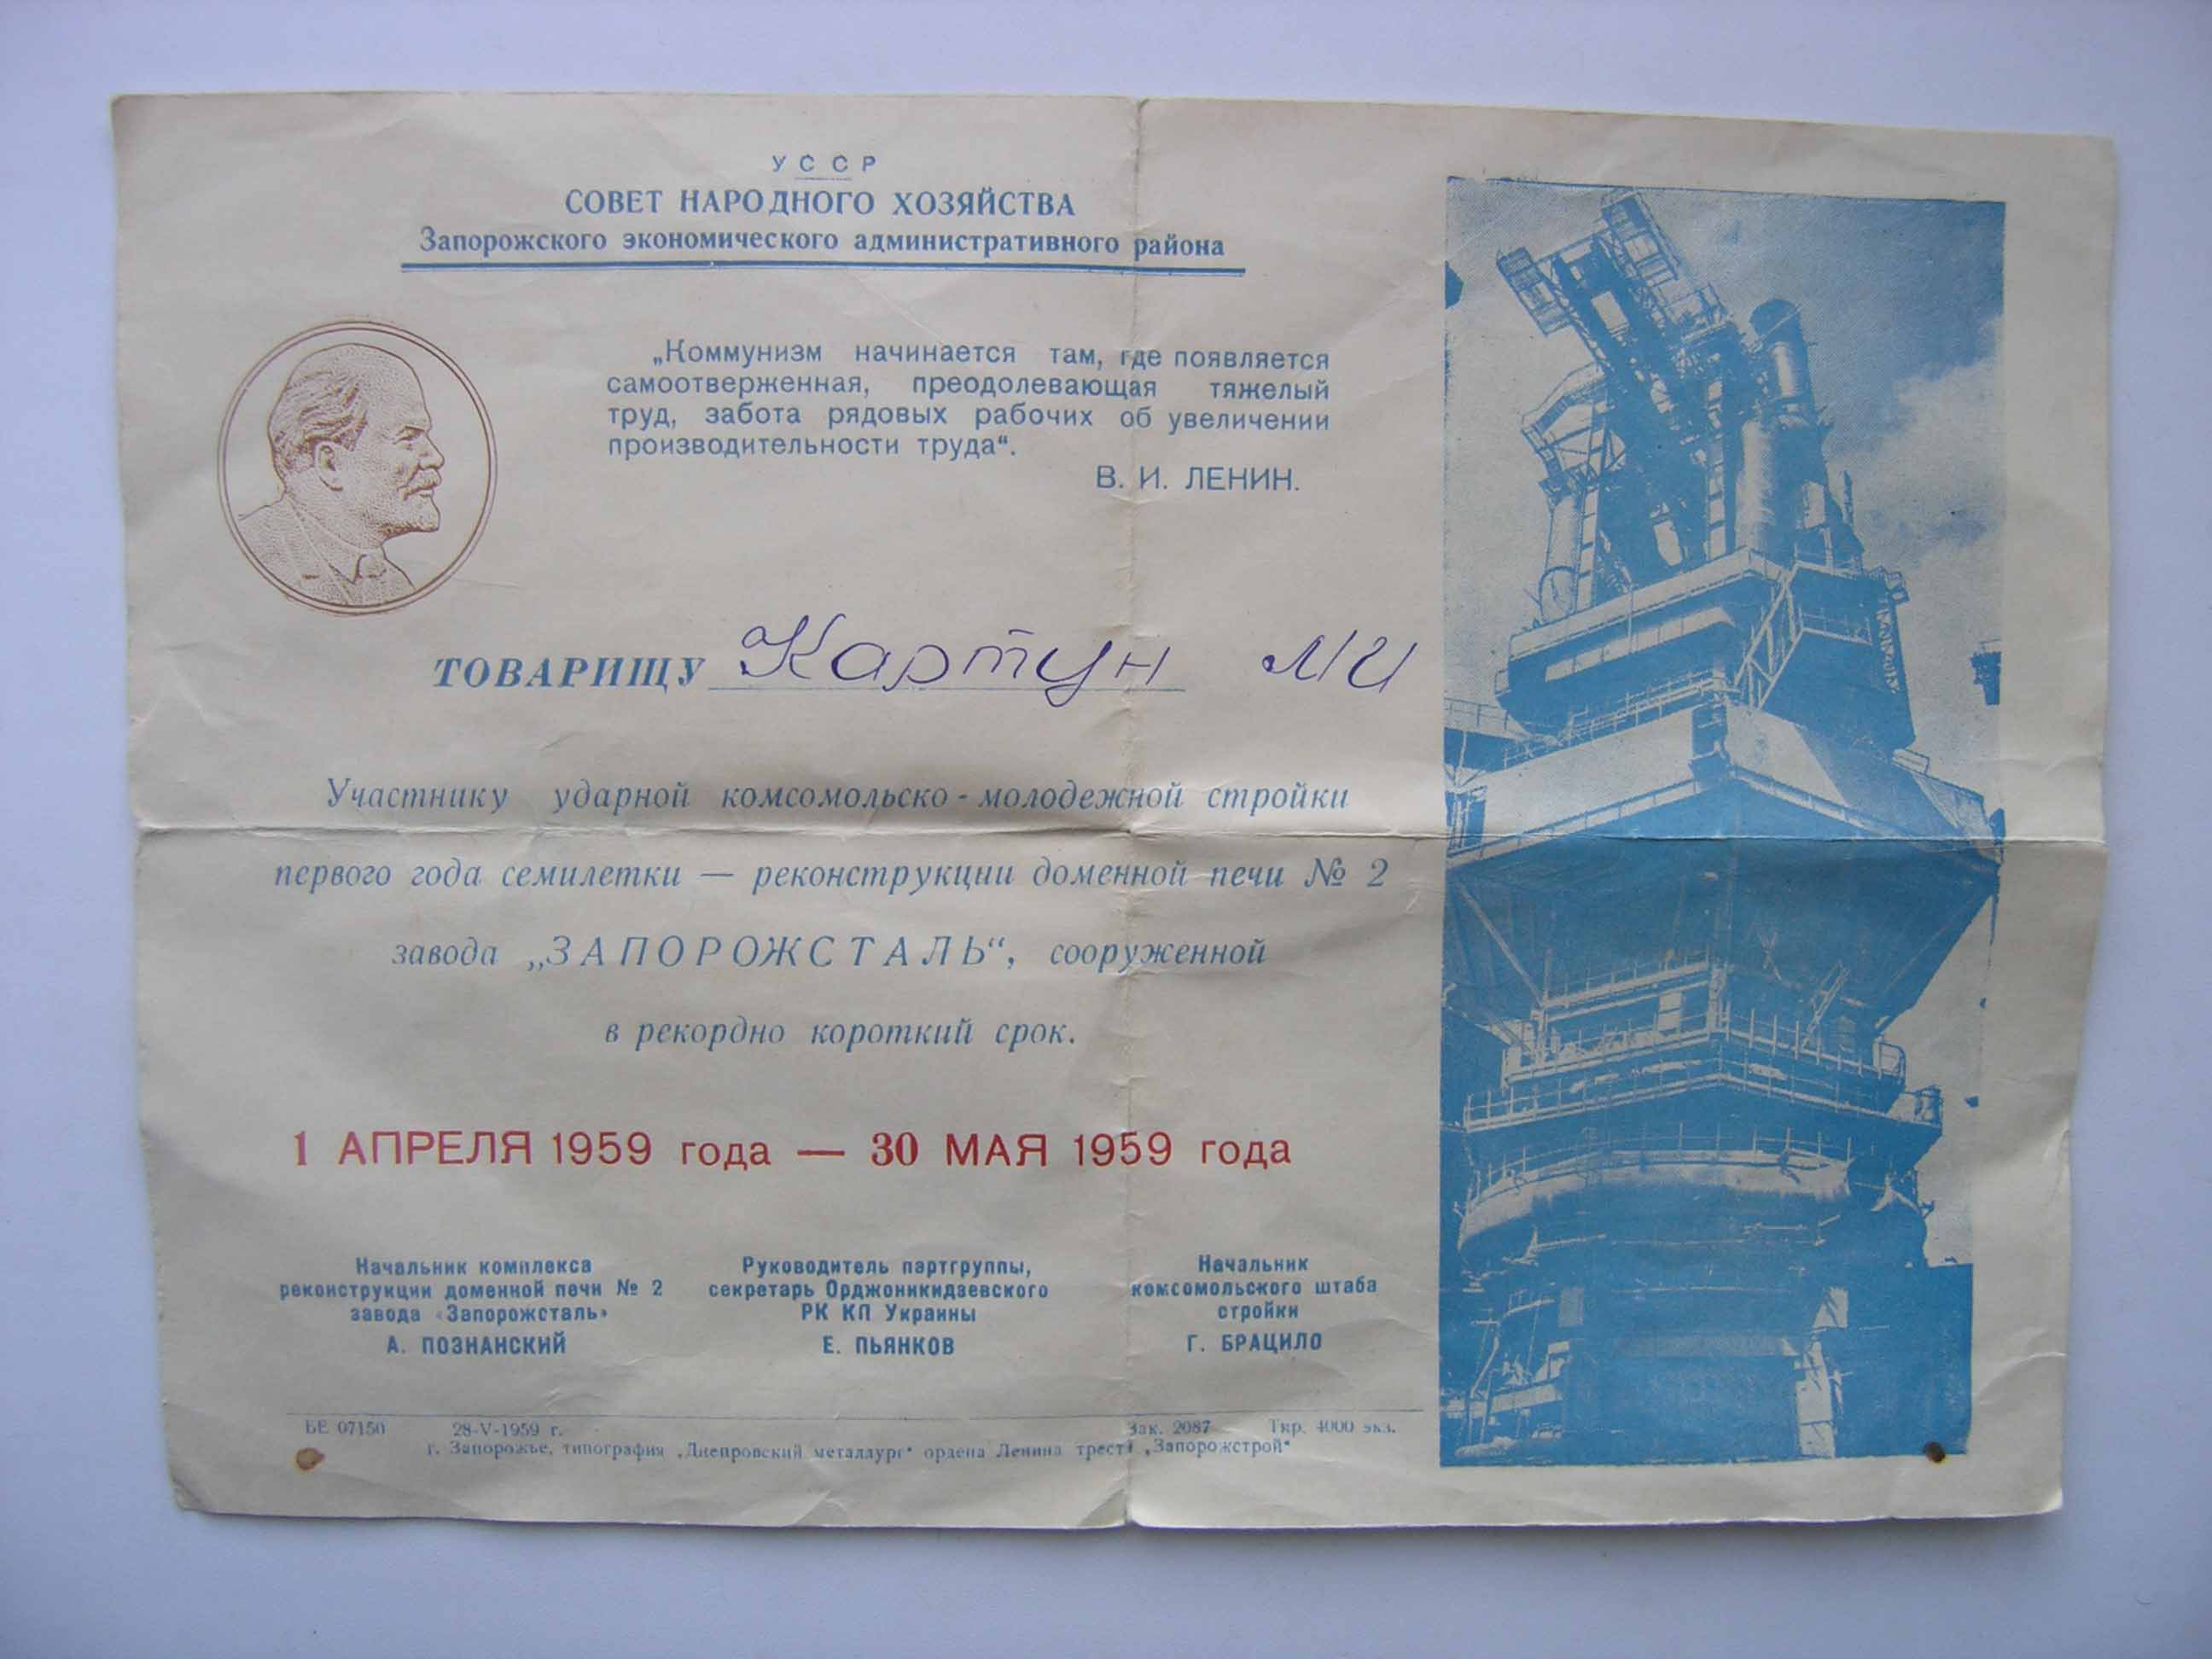 УССР
СОВЕТ НАРОДНОГО ХОЗЯЙСТВА
Запорожского экономического административного района
„Коммунизм начинается там, где появляется
самоотверженная, преодолевающая тяжелый
труд, забота рядовых рабочих об увеличении
производительности труда“.
В. И. ЛЕНИН.
ТОВАРИЩУ Картун МИ
Участнику ударной комсомольско-молодежной стройки
первого года семилетки — реконструкции доменной печи № 2
завода „ЗАПОРОЖСТАЛЬ“, сооруженной
в рекордно короткий срок.
1 АПРЕЛЯ 1959 года — 30 МАЯ 1959 года
Начальник комплекса
реконструкции доменной печи № 2
завода «Запорожсталь»
А. ПОЗНАНСКИЙ
Руководитель партгруппы,
секретарь Орджоникидзевского
РК КП Украины
Е. ПЬЯНКОВ
Начальник
комсомольского штаба
стройки
Г. БРАЦИЛО
БЕ 07150 28-V-1959 г. Зак. 2087 Тир. 4000 экз.
г. Запорожье, типография „Днепровский металлург“ ордена Ленина треста „Запорожстрой“